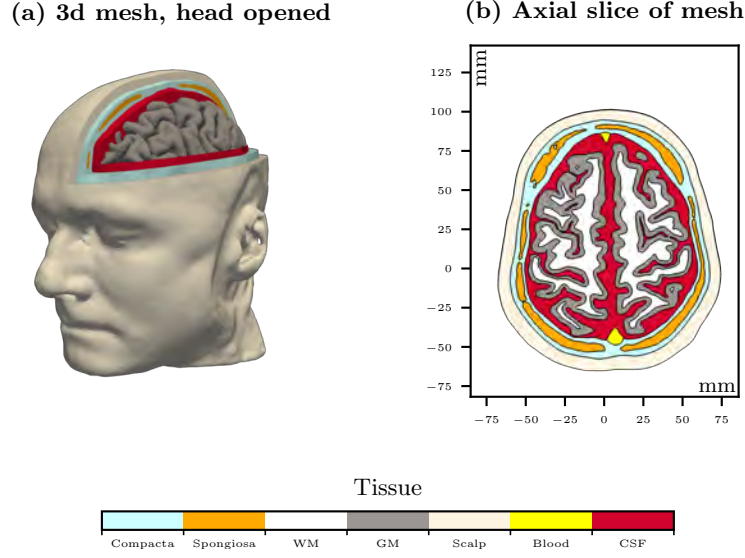 (a) 3d mesh, head opened
(b) Axial slice of mesh
mm
125
100
75
50
25
0
−25
−50
−75
mm
−75 −50 −25 0 25 50 75
Tissue
Compacta Spongiosa WM GM Scalp Blood CSF